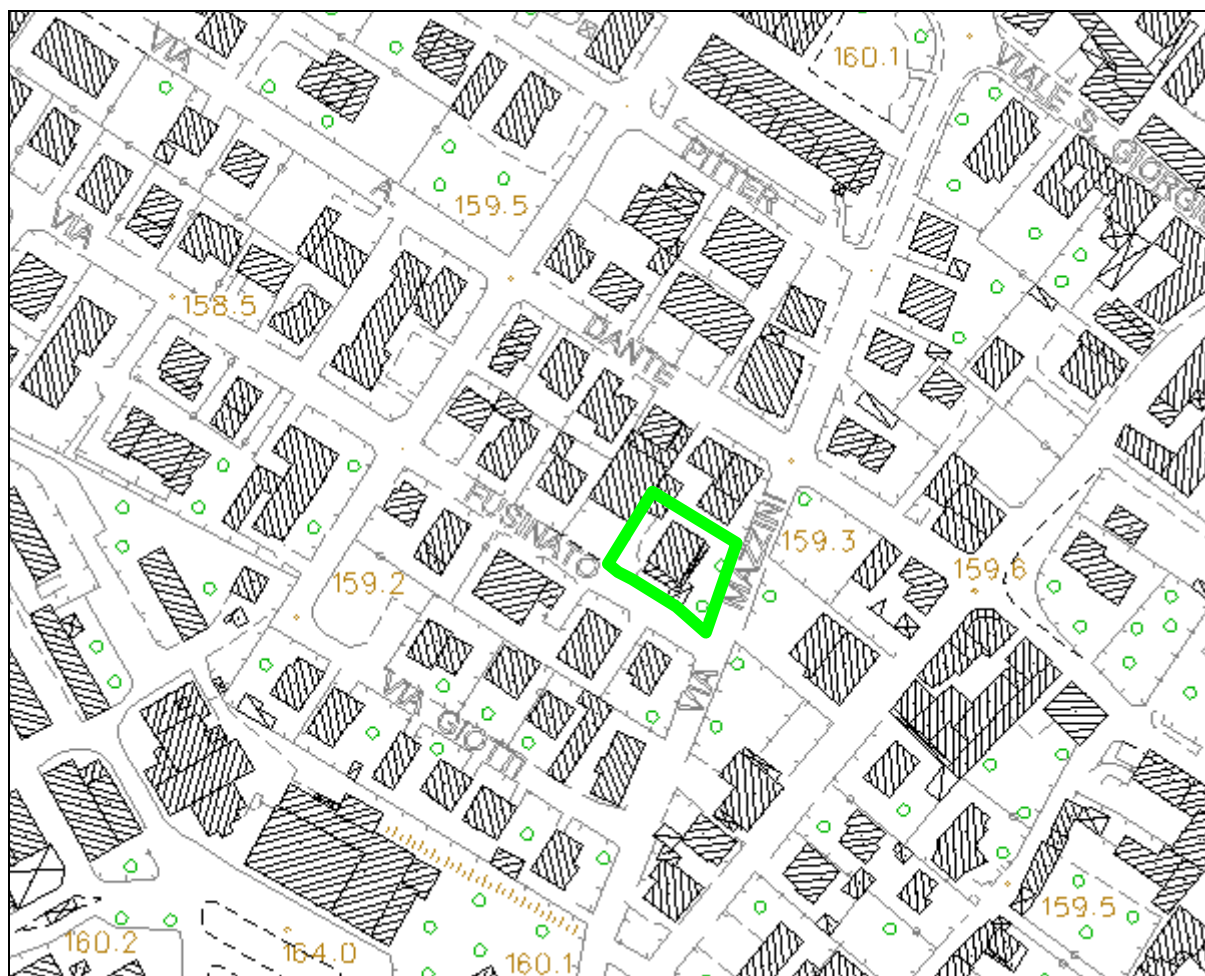 VIA
160.1
VIALE S. GIORGI
PITTER
A
159.5
VIA
158.5
DANTE
FUSINATO
MAZZINI
159.3
159.6
159.2
VIA
VIA GIOTTI
159.5
160.2
164.0
160.1